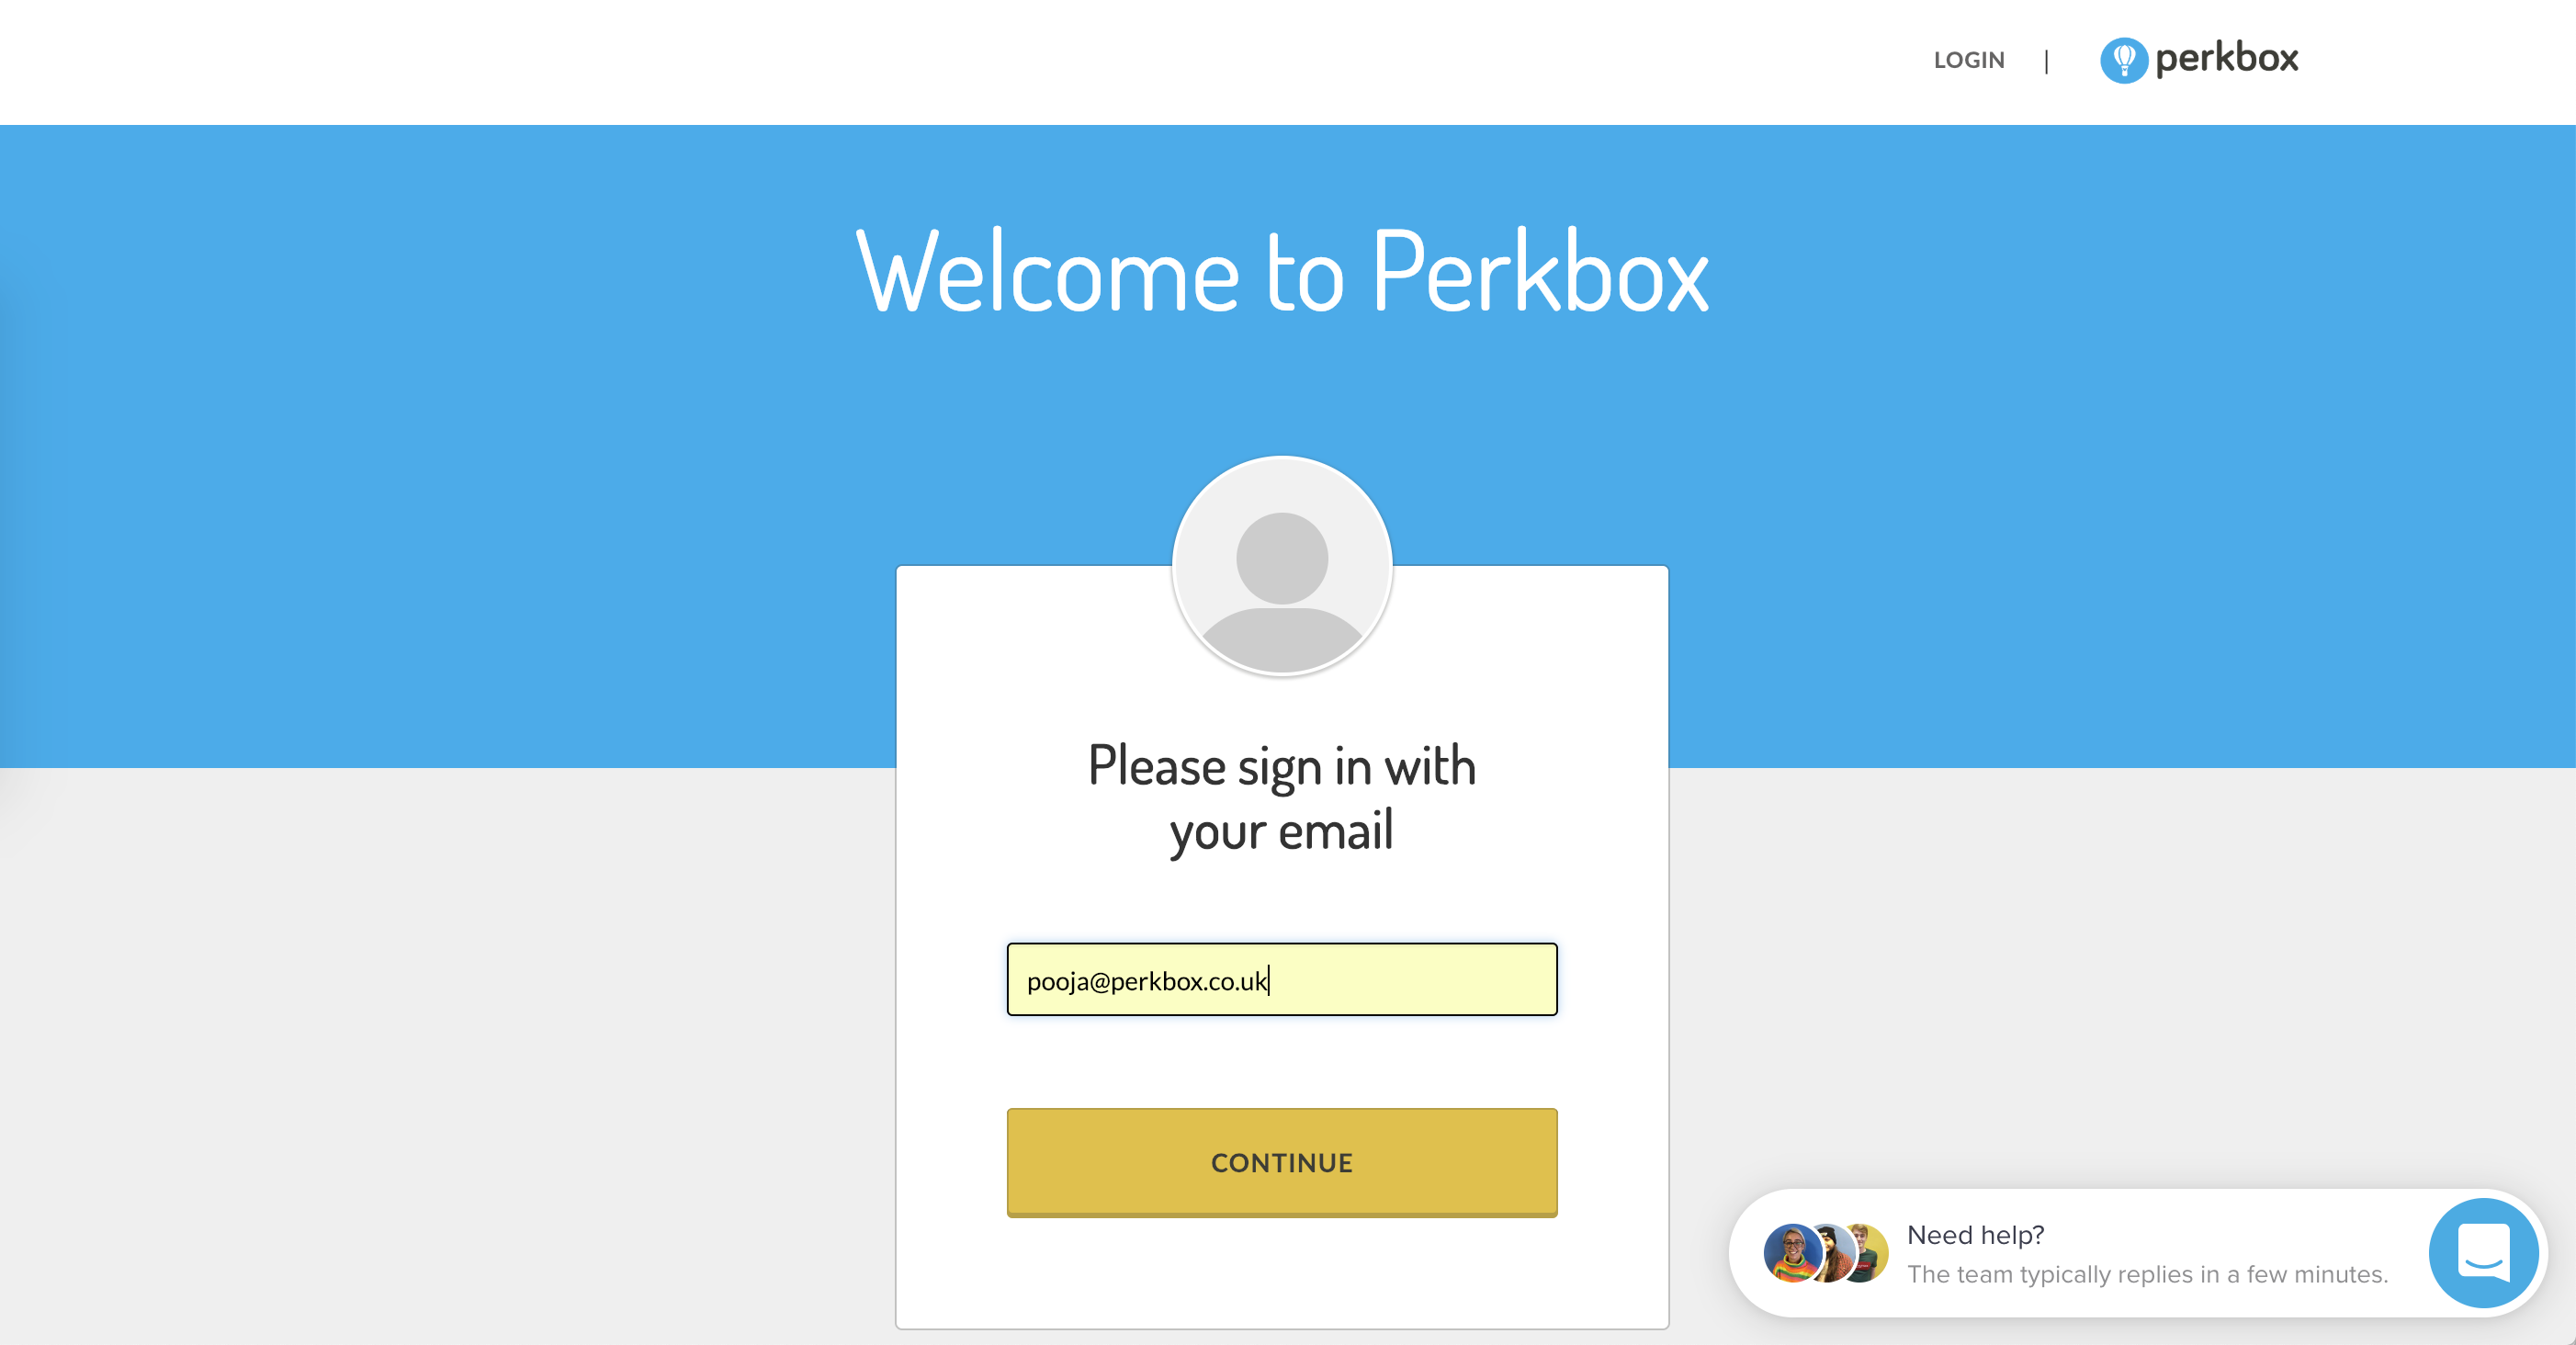 LOGIN | perkbox
Welcome to Perkbox
Please sign in with
your email
pooja@perkbox.co.uk
CONTINUE
Need help?
The team typically replies in a few minutes.